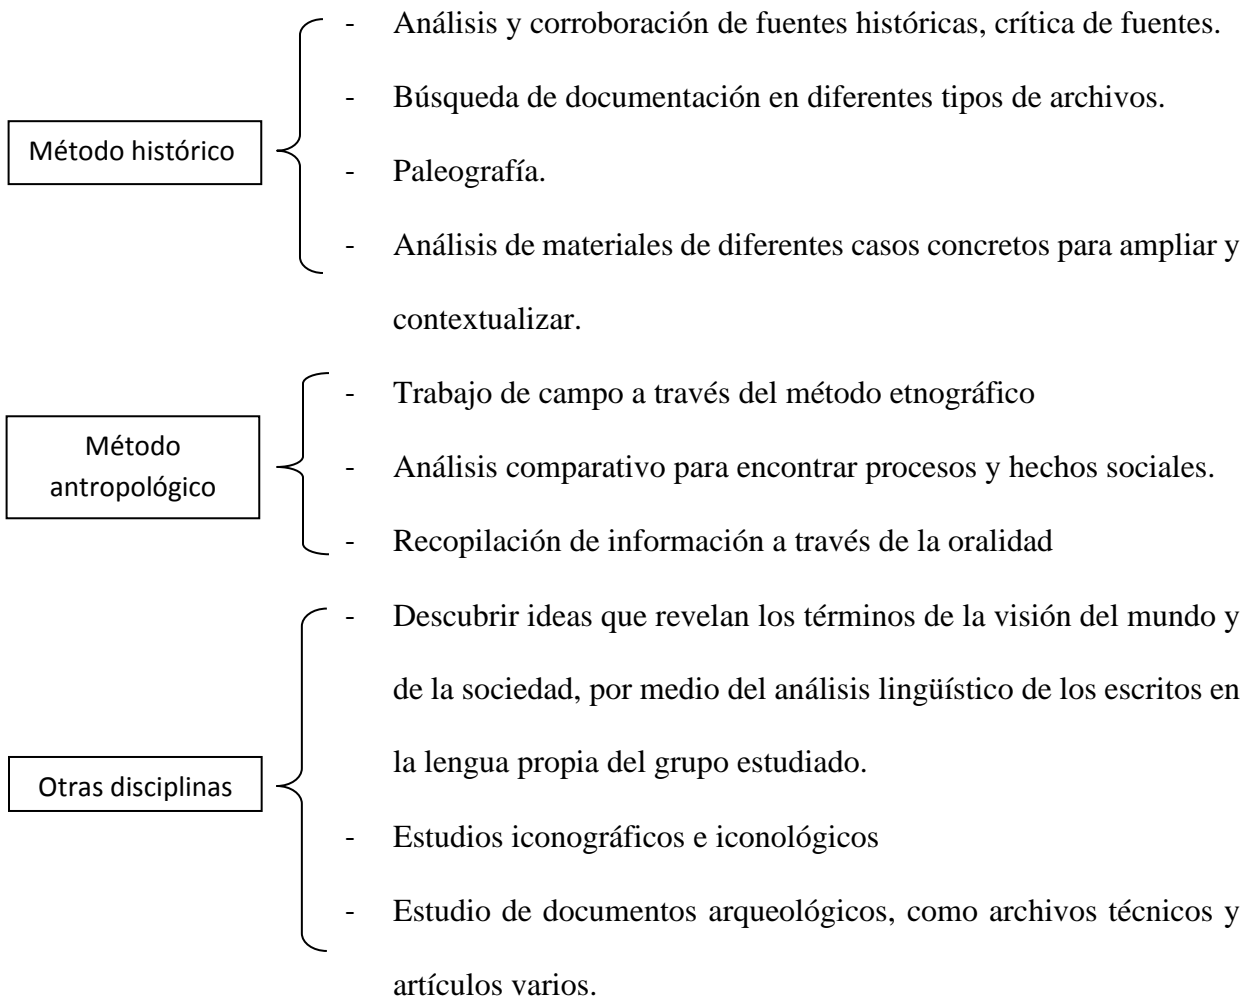 - Análisis y corroboración de fuentes históricas, crítica de fuentes.
- Búsqueda de documentación en diferentes tipos de archivos.
Método histórico
- Paleografía.
- Análisis de materiales de diferentes casos concretos para ampliar y
contextualizar.
- Trabajo de campo a través del método etnográfico
Método
antropológico
- Análisis comparativo para encontrar procesos y hechos sociales.
- Recopilación de información a través de la oralidad
- Descubrir ideas que revelan los términos de la visión del mundo y
de la sociedad, por medio del análisis lingüístico de los escritos en
la lengua propia del grupo estudiado.
Otras disciplinas
- Estudios iconográficos e iconológicos
- Estudio de documentos arqueológicos, como archivos técnicos y
artículos varios.